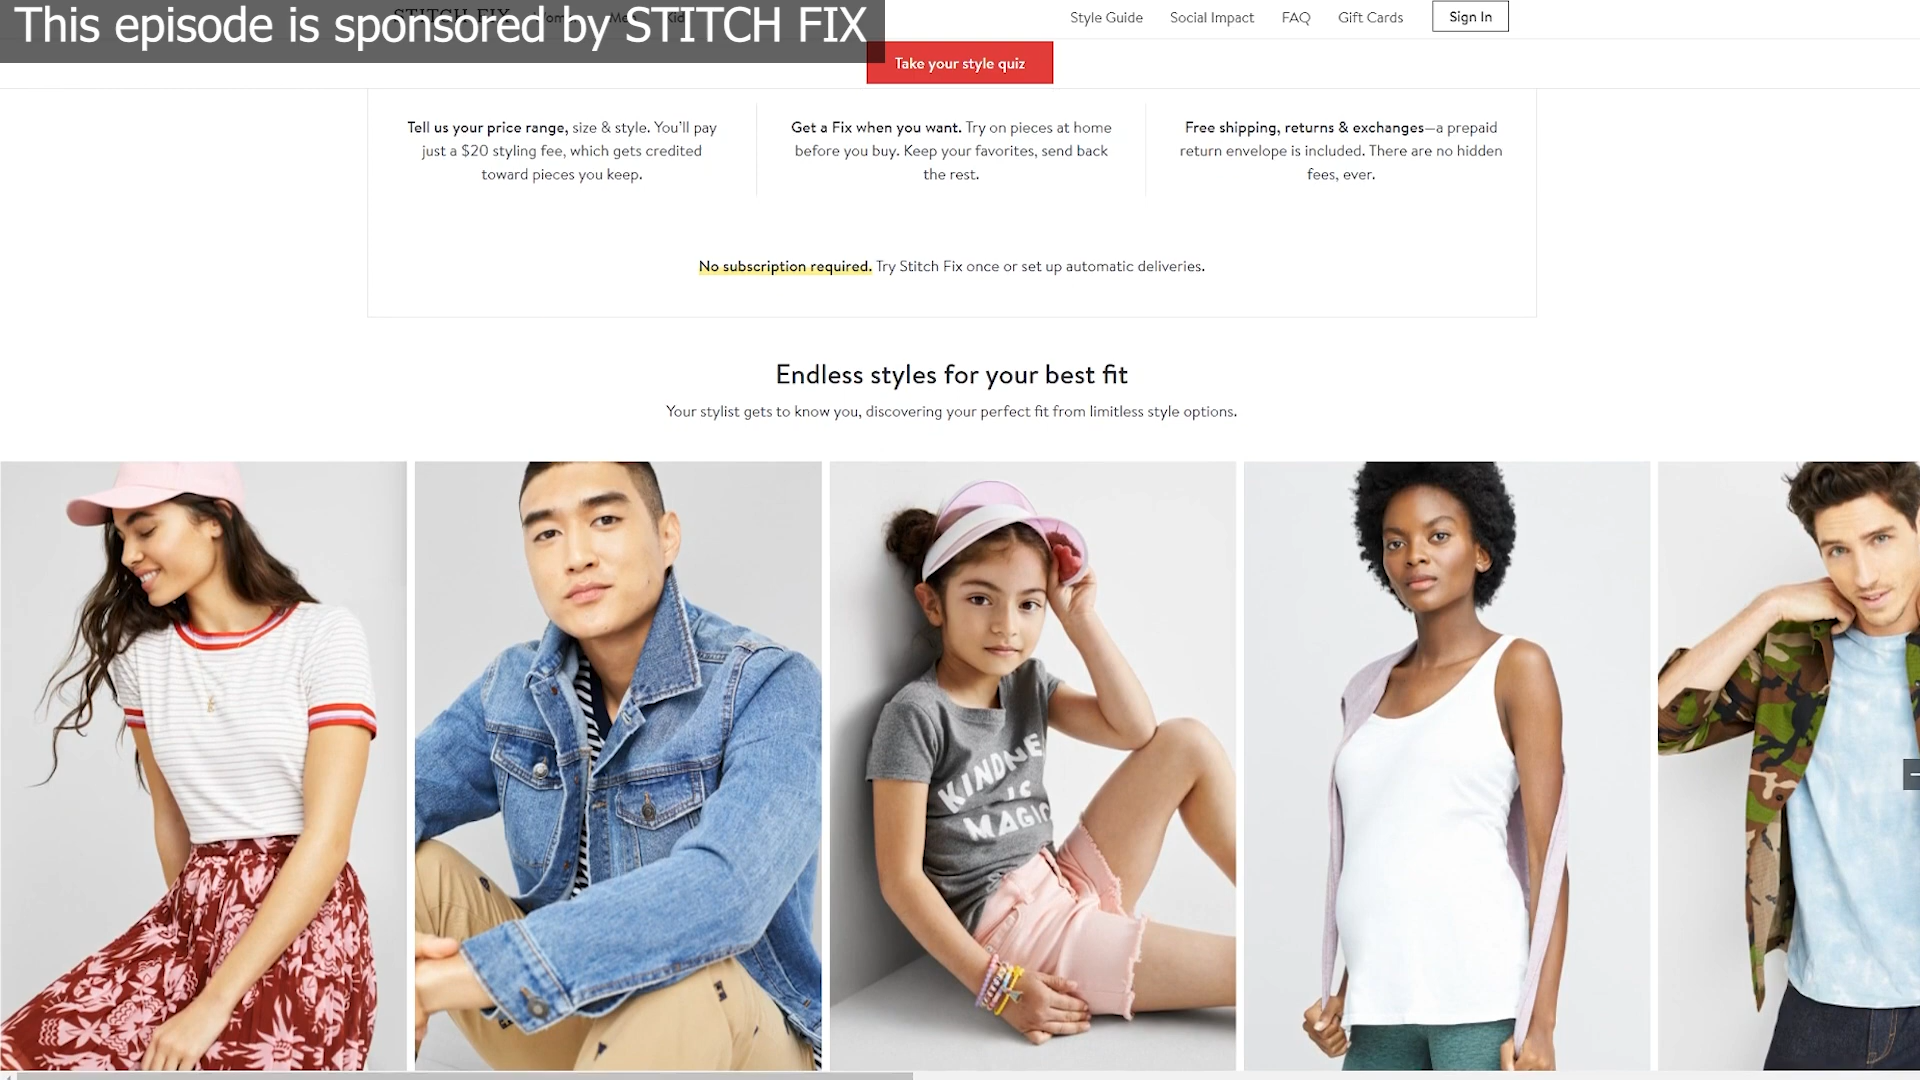 This episode is sponsored by STITCH FIX
STITCH FIX
Style Guide
Social Impact
FAQ
Gift Cards
Sign In
Take your style quiz
Tell us your price range, size & style. You'll pay
just a $20 styling fee, which gets credited
toward pieces you keep.
Get a Fix when you want. Try on pieces at home
before you buy. Keep your favorites, send back
the rest.
Free shipping, returns & exchanges—a prepaid
return envelope is included. There are no hidden
fees, ever.
No subscription required. Try Stitch Fix once or set up automatic deliveries.
Endless styles for your best fit
Your stylist gets to know you, discovering your perfect fit from limitless style options.
IS
MAGIC